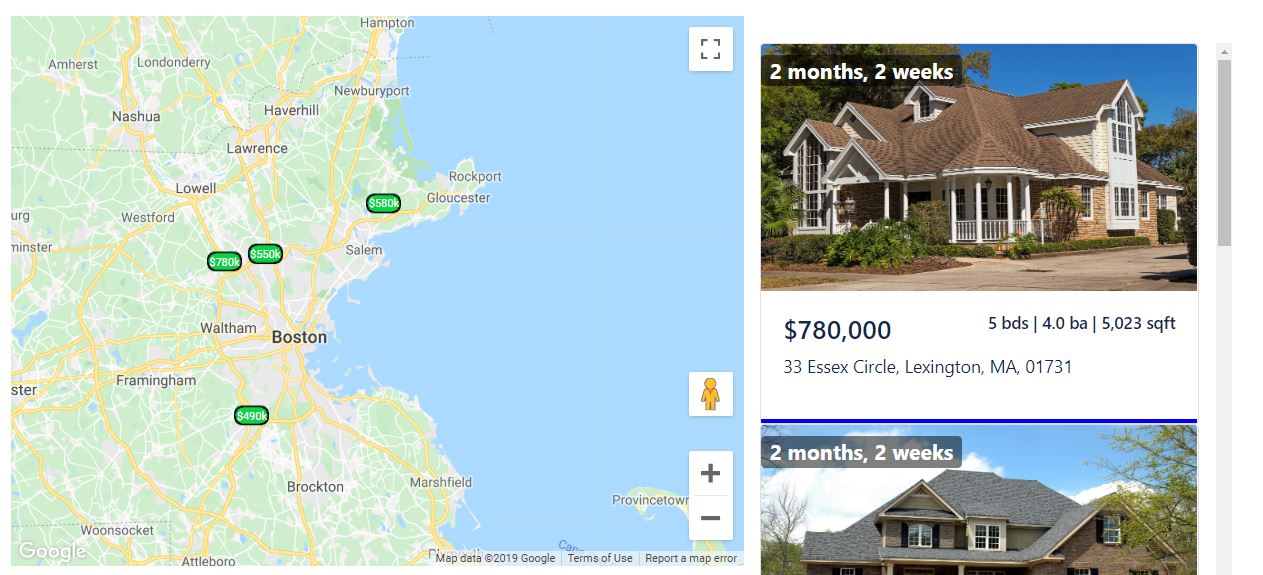 Hampton
Amherst
Londonderry
Newburyport
Nashua
Haverhill
Lawrence
Rockport
Lowell
Gloucester
$580k
urg
Westford
minster
Salem
$550k
$780k
Waltham
Boston
Framingham
ster
$490k
Brockton
Marshfield
Provincetown
Woonsocket
Google
Attleboro
Map data ©2019 Google
Terms of Use
Report a map error
2 months, 2 weeks
$780,000
5 bds | 4.0 ba | 5,023 sqft
33 Essex Circle, Lexington, MA, 01731
2 months, 2 weeks